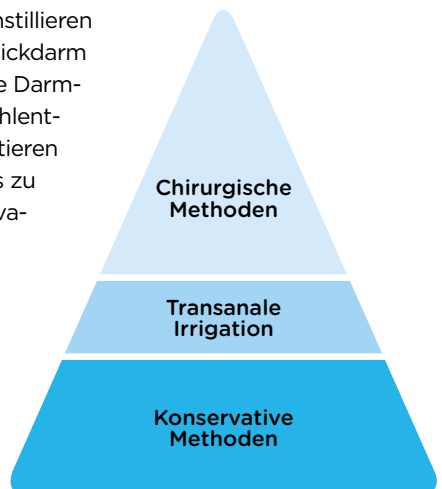 nstillieren
ickdarm
e Darm-
hlent-
tieren
s zu
va-
Chirurgische
Methoden
Transanale
Irrigation
Konservative
Methoden